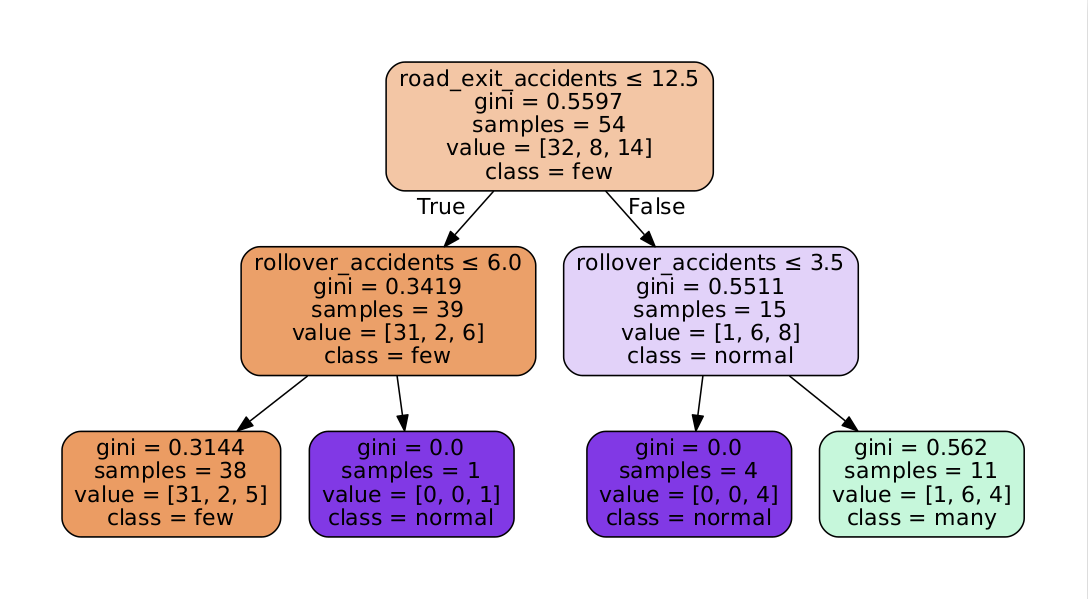 road_exit_accidents ≤ 12.5
gini = 0.5597
samples = 54
value = [32, 8, 14]
class = few
True
False
rollover_accidents ≤ 6.0
gini = 0.3419
samples = 39
value = [31, 2, 6]
class = few
rollover_accidents ≤ 3.5
gini = 0.5511
samples = 15
value = [1, 6, 8]
class = normal
gini = 0.3144
samples = 38
value = [31, 2, 5]
class = few
gini = 0.0
samples = 1
value = [0, 0, 1]
class = normal
gini = 0.0
samples = 4
value = [0, 0, 4]
class = normal
gini = 0.562
samples = 11
value = [1, 6, 4]
class = many